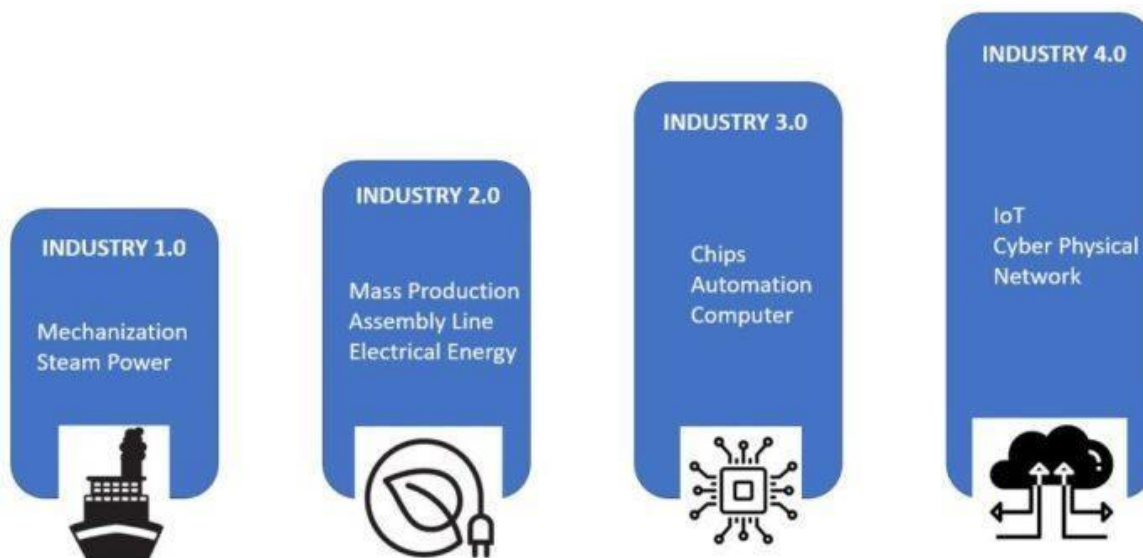 INDUSTRY 1.0
Mechanization
Steam Power
INDUSTRY 2.0
Mass Production
Assembly Line
Electrical Energy
INDUSTRY 3.0
Chips
Automation
Computer
INDUSTRY 4.0
IoT
Cyber Physical
Network